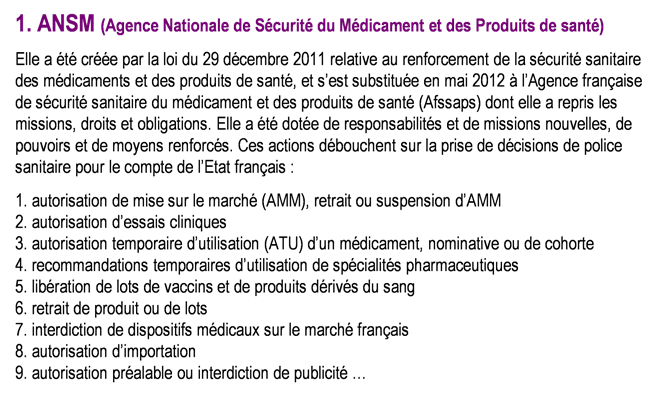 1. ANSM (Agence Nationale de Sécurité du Médicament et des Produits de santé)
Elle a été créée par la loi du 29 décembre 2011 relative au renforcement de la sécurité sanitaire
des médicaments et des produits de santé, et s’est substituée en mai 2012 à l’Agence française
de sécurité sanitaire du médicament et des produits de santé (Afssaps) dont elle a repris les
missions, droits et obligations. Elle a été dotée de responsabilités et de missions nouvelles, de
pouvoirs et de moyens renforcés. Ces actions débouchent sur la prise de décisions de police
sanitaire pour le compte de l’Etat français :
1. autorisation de mise sur le marché (AMM), retrait ou suspension d’AMM
2. autorisation d’essais cliniques
3. autorisation temporaire d’utilisation (ATU) d’un médicament, nominative ou de cohorte
4. recommandations temporaires d’utilisation de spécialités pharmaceutiques
5. libération de lots de vaccins et de produits dérivés du sang
6. retrait de produit ou de lots
7. interdiction de dispositifs médicaux sur le marché français
8. autorisation d’importation
9. autorisation préalable ou interdiction de publicité …